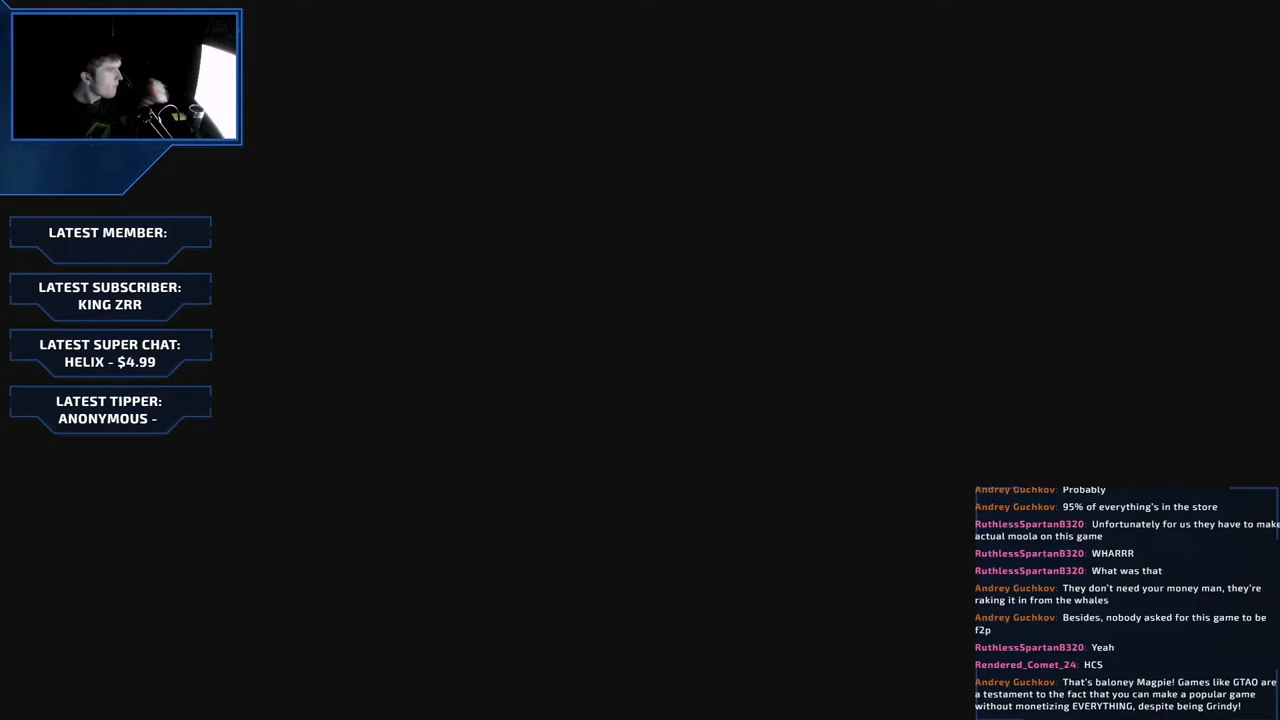 LATEST MEMBER:
LATEST SUBSCRIBER:
KING ZRR
LATEST SUPER CHAT:
HELIX - $4.99
LATEST TIPPER:
ANONYMOUS -
Andrey Guchkov: Probably
Andrey Guchkov: 95% of everything's in the store
RuthlessSpartanB320: Unfortunately for us they have to make
actual moola on this game
RuthlessSpartanB320: WHARRR
RuthlessSpartanB320: What was that
Andrey Guchkov: They don't need your money man, they're
raking it in from the whales
Andrey Guchkov: Besides, nobody asked for this game to be
f2p
RuthlessSpartanB320: Yeah
Rendered_Comet_24: HCS
Andrey Guchkov: That's baloney Magpie! Games like GTAO are
a testament to the fact that you can make a popular game
without monetizing EVERYTHING, despite being Grindy!